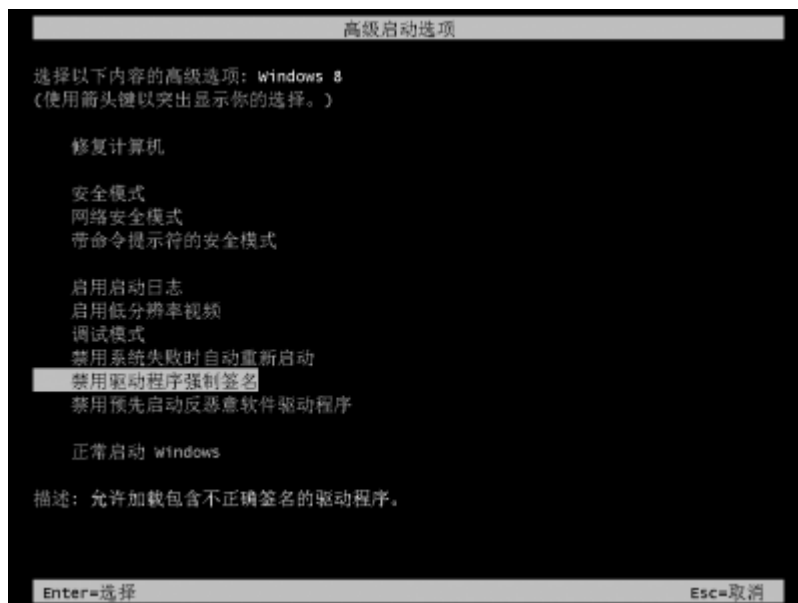 高级启动选项
选择以下内容的高级选项: Windows 8
(使用箭头键以突出显示你的选择。)
修复计算机
安全模式
网络安全模式
带命令提示符的安全模式
启用启动日志
启用低分辨率视频
调试模式
禁用系统失败时自动重新启动
禁用驱动程序强制签名
禁用预先启动反恶意软件驱动程序
正常启动 Windows
描述: 允许加载包含不正确签名的驱动程序。
Enter=选择 Esc=取消